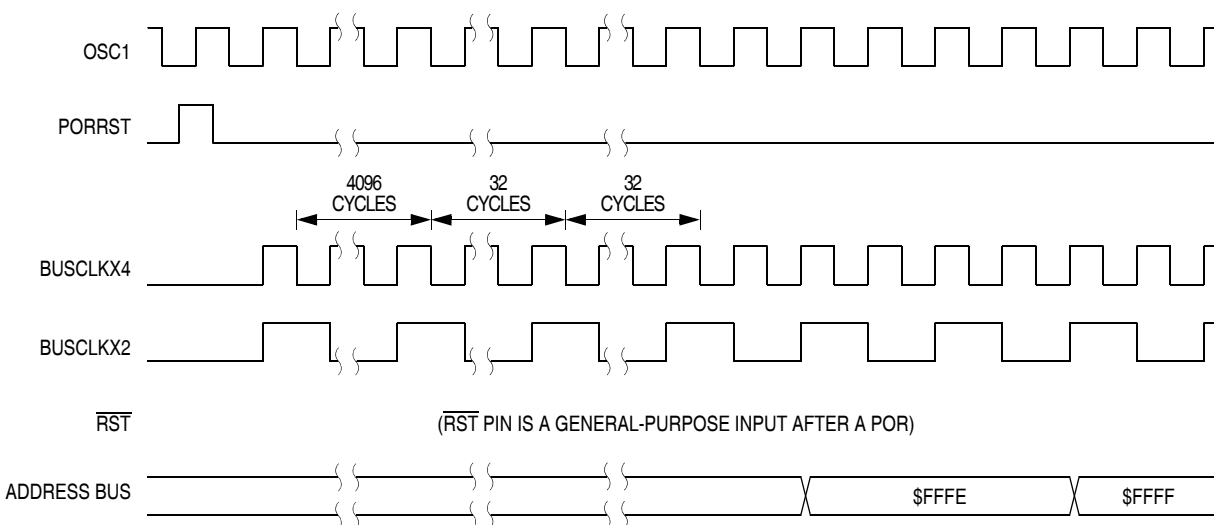 OSC1
PORRST
4096
CYCLES
32
CYCLES
32
CYCLES
BUSCLKX4
BUSCLKX2
RST
(RST PIN IS A GENERAL-PURPOSE INPUT AFTER A POR)
ADDRESS BUS
$FFFE
$FFFF